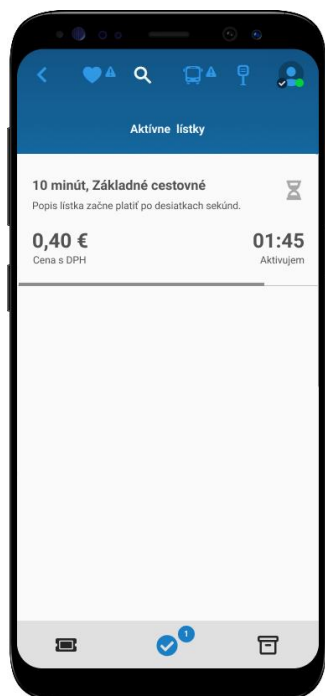 Aktívne lístky
10 minút, Základné cestovné
Popis lístka začne platiť po desiatkach sekúnd.
0,40 €
01:45
Cena s DPH
Aktivujem
1